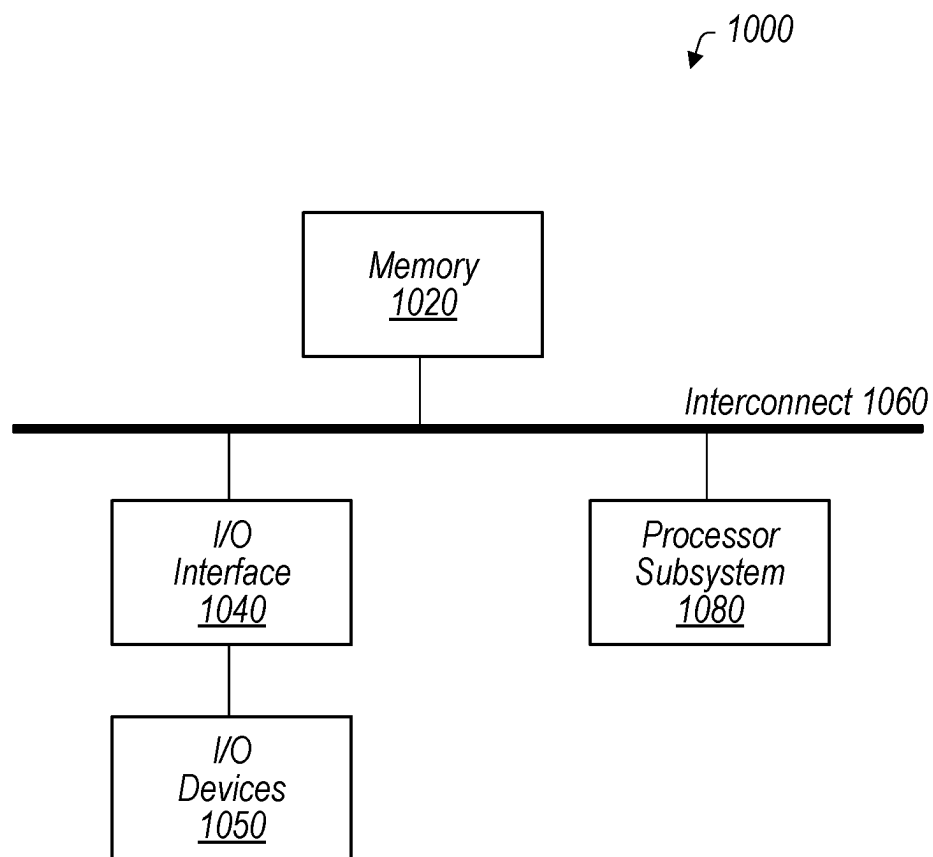 1000
Memory
1020
Interconnect 1060
I/O
Interface
1040
Processor
Subsystem
1080
I/O
Devices
1050